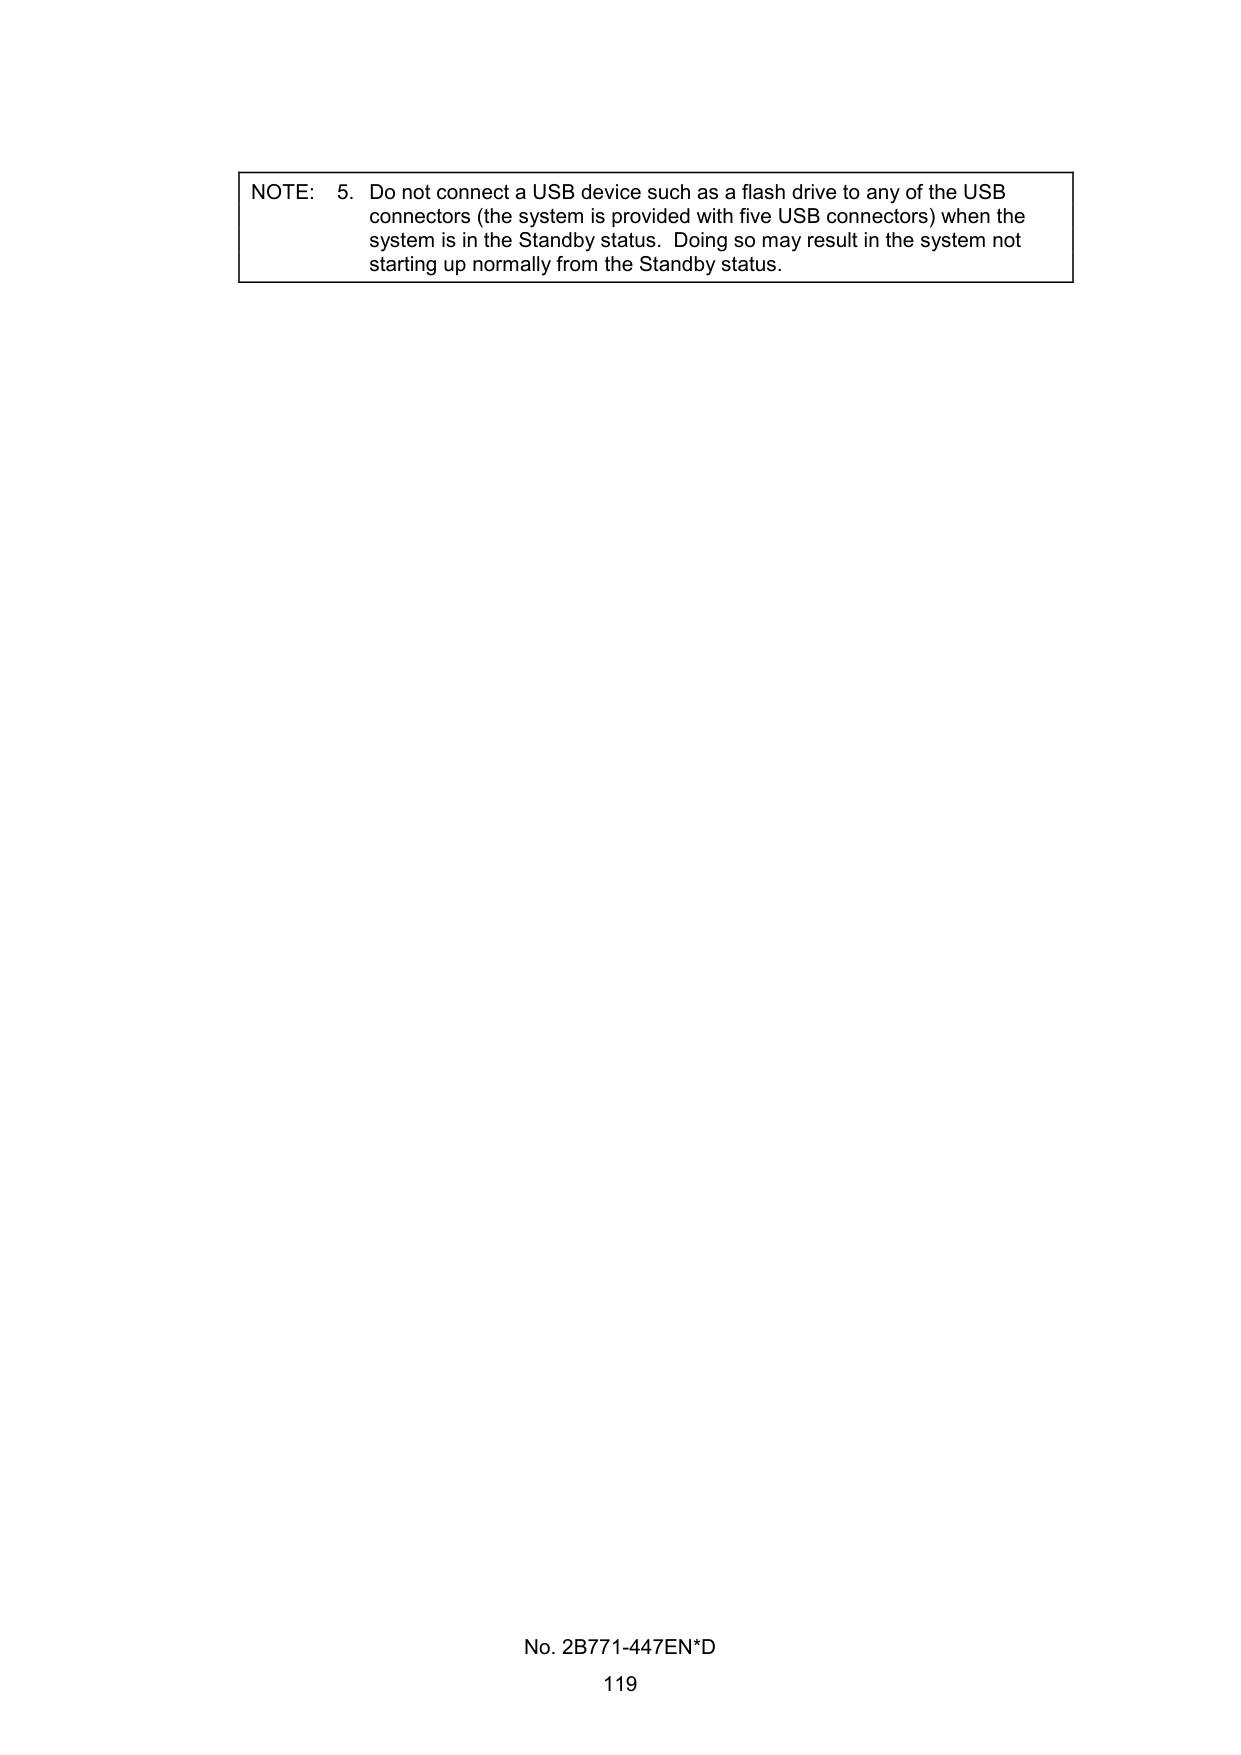 NOTE: 5. Do not connect a USB device such as a flash drive to any of the USB
connectors (the system is provided with five USB connectors) when the
system is in the Standby status.  Doing so may result in the system not
starting up normally from the Standby status.
No. 2B771-447EN*D
119